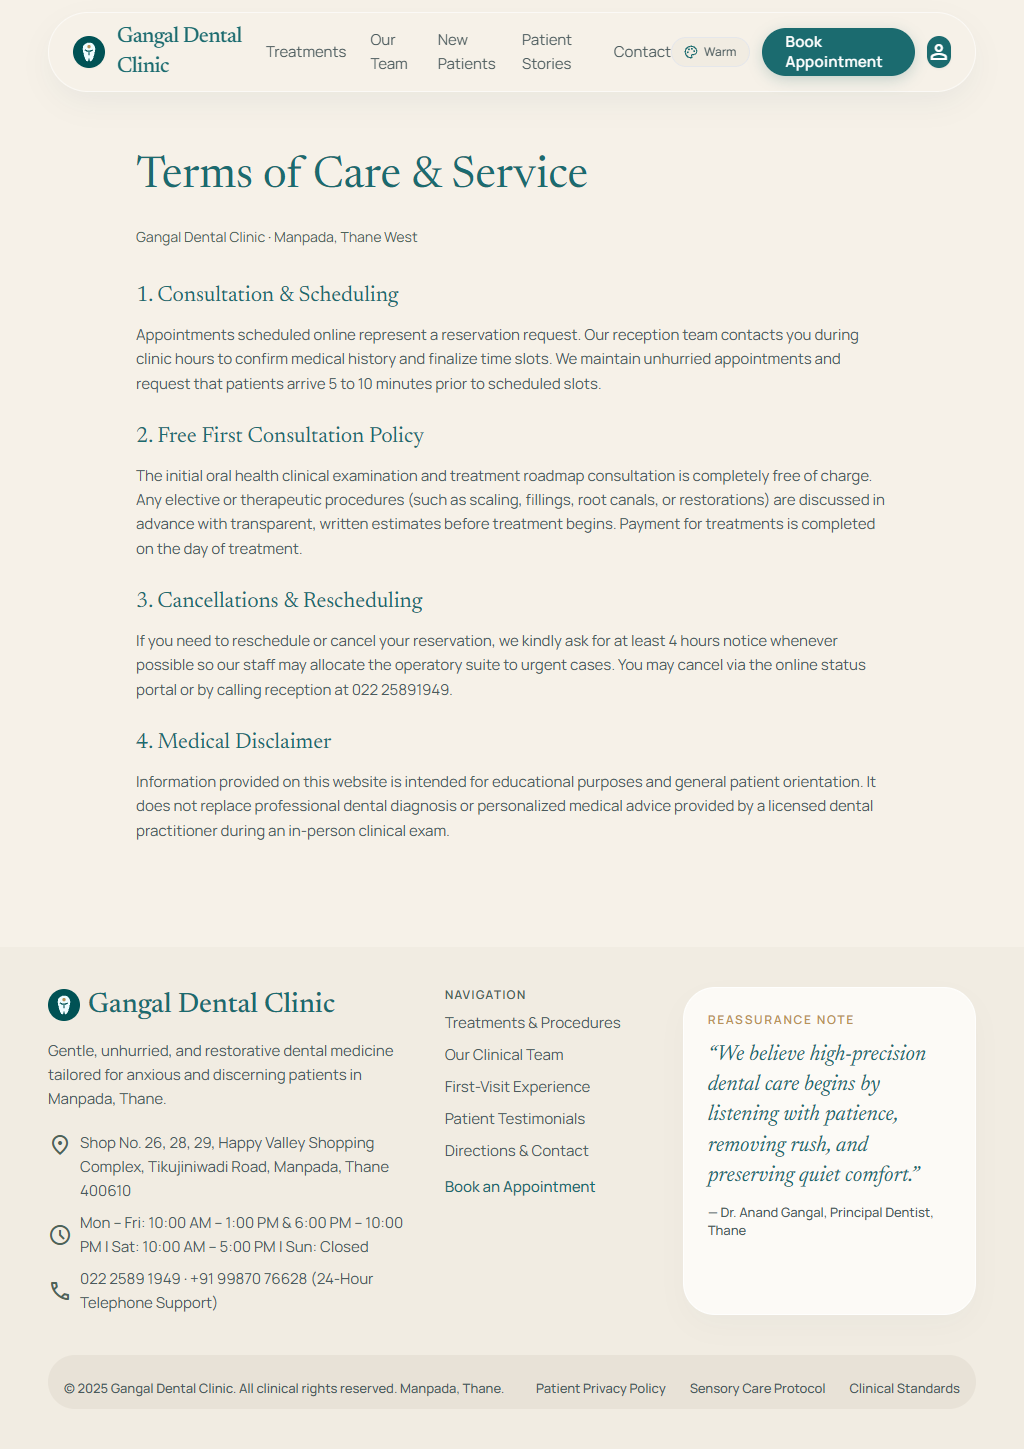 Gangal Dental
Clinic
Treatments
Our
Team
New
Patients
Patient
Stories
Contact
Warm
Book
Appointment
Terms of Care & Service
Gangal Dental Clinic · Manpada, Thane West
1. Consultation & Scheduling
Appointments scheduled online represent a reservation request. Our reception team contacts you during
clinic hours to confirm medical history and finalize time slots. We maintain unhurried appointments and
request that patients arrive 5 to 10 minutes prior to scheduled slots.
2. Free First Consultation Policy
The initial oral health clinical examination and treatment roadmap consultation is completely free of charge.
Any elective or therapeutic procedures (such as scaling, fillings, root canals, or restorations) are discussed in
advance with transparent, written estimates before treatment begins. Payment for treatments is completed
on the day of treatment.
3. Cancellations & Rescheduling
If you need to reschedule or cancel your reservation, we kindly ask for at least 4 hours notice whenever
possible so our staff may allocate the operatory suite to urgent cases. You may cancel via the online status
portal or by calling reception at 022 25891949.
4. Medical Disclaimer
Information provided on this website is intended for educational purposes and general patient orientation. It
does not replace professional dental diagnosis or personalized medical advice provided by a licensed dental
practitioner during an in-person clinical exam.
Gangal Dental Clinic
Gentle, unhurried, and restorative dental medicine
tailored for anxious and discerning patients in
Manpada, Thane.
Shop No. 26, 28, 29, Happy Valley Shopping
Complex, Tikujiniwadi Road, Manpada, Thane
400610
Mon – Fri: 10:00 AM – 1:00 PM & 6:00 PM – 10:00
PM | Sat: 10:00 AM – 5:00 PM | Sun: Closed
022 2589 1949 · +91 99870 76628 (24-Hour
Telephone Support)
NAVIGATION
Treatments & Procedures
Our Clinical Team
First-Visit Experience
Patient Testimonials
Directions & Contact
Book an Appointment
REASSURANCE NOTE
“We believe high-precision
dental care begins by
listening with patience,
removing rush, and
preserving quiet comfort.”
— Dr. Anand Gangal, Principal Dentist,
Thane
© 2025 Gangal Dental Clinic. All clinical rights reserved. Manpada, Thane.
Patient Privacy Policy
Sensory Care Protocol
Clinical Standards